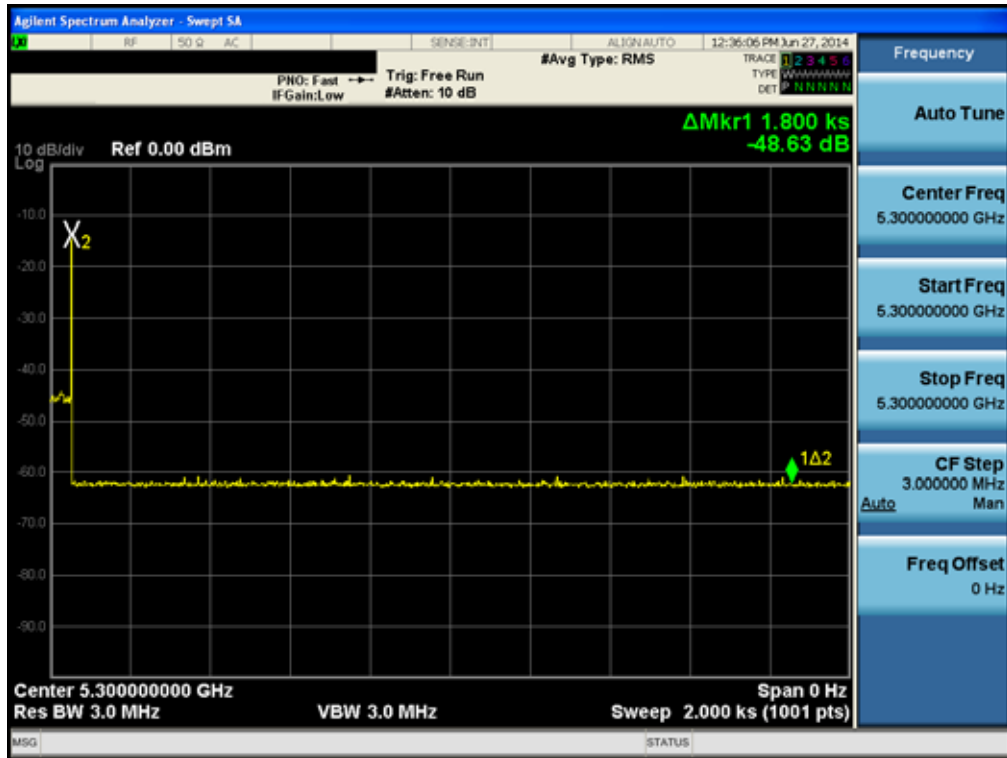 Agilent Spectrum Analyzer - Swept SA
LXI RF 50 Ω AC SENSE:INT ALIGNAUTO 12:36:06 PM Jun 27, 2014
#Avg Type: RMS
TRACE 1 2 3 4 5 6
PNO: Fast Trig: Free Run
TYPE WWWWWW
IFGain:Low #Atten: 10 dB
DET P N N N N N
ΔMkr1 1.800 ks
-48.63 dB
10 dB/div Ref 0.00 dBm
Log
-10.0
-20.0
-30.0
-40.0
-50.0
-60.0
-70.0
-80.0
-90.0
X2
1Δ2
Center 5.300000000 GHz Span 0 Hz
Res BW 3.0 MHz VBW 3.0 MHz Sweep 2.000 ks (1001 pts)
MSG STATUS
Frequency
Auto Tune
Center Freq
5.300000000 GHz
Start Freq
5.300000000 GHz
Stop Freq
5.300000000 GHz
CF Step
3.000000 MHz
Auto Man
Freq Offset
0 Hz